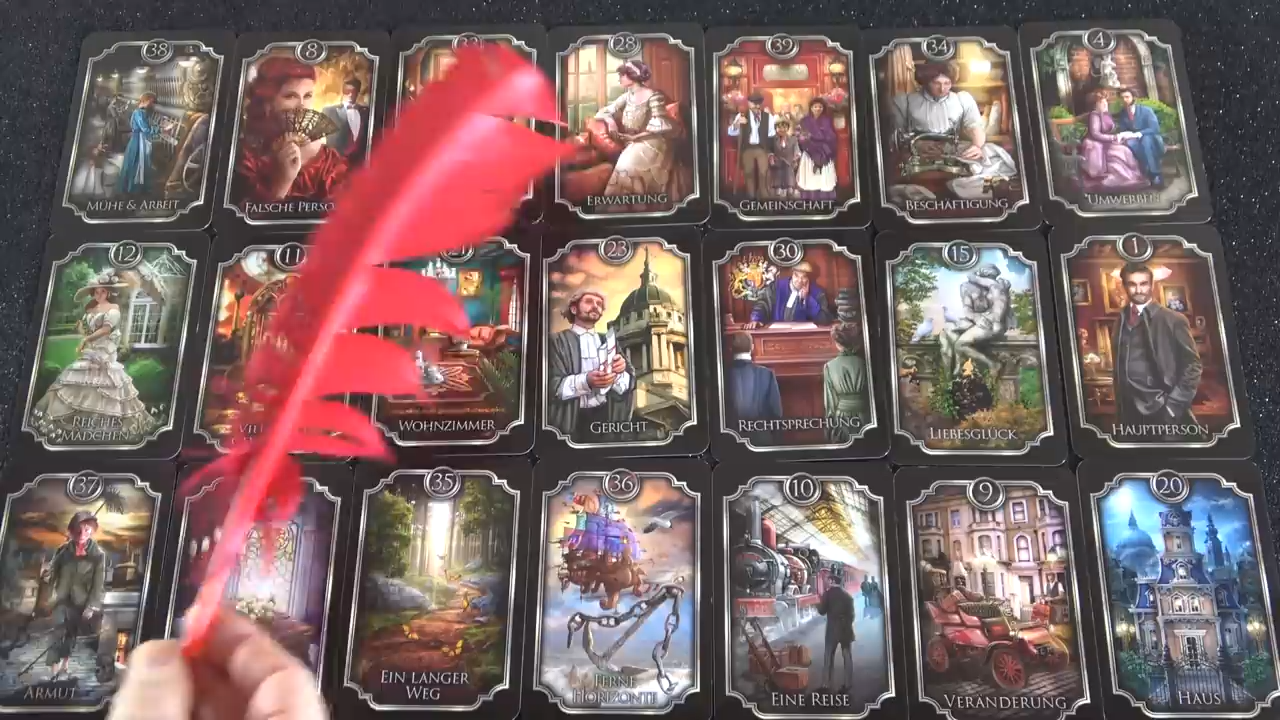 38
MÜHE & ARBEIT
8
FALSCHE PERSO
33
28
ERWARTUNG
39
GEMEINSCHAFT
34
BESCHÄFTIGUNG
4
UMWERBEN
12
REICHES
MÄDCHEN
11
WOHNZIMMER
23
GERICHT
30
RECHTSPRECHUNG
15
LIEBESGLÜCK
1
HAUPTPERSON
37
ARMUT
35
EIN LANGER
WEG
36
FERNE
HORIZONTE
10
EINE REISE
9
VERÄNDERUNG
20
HAUS